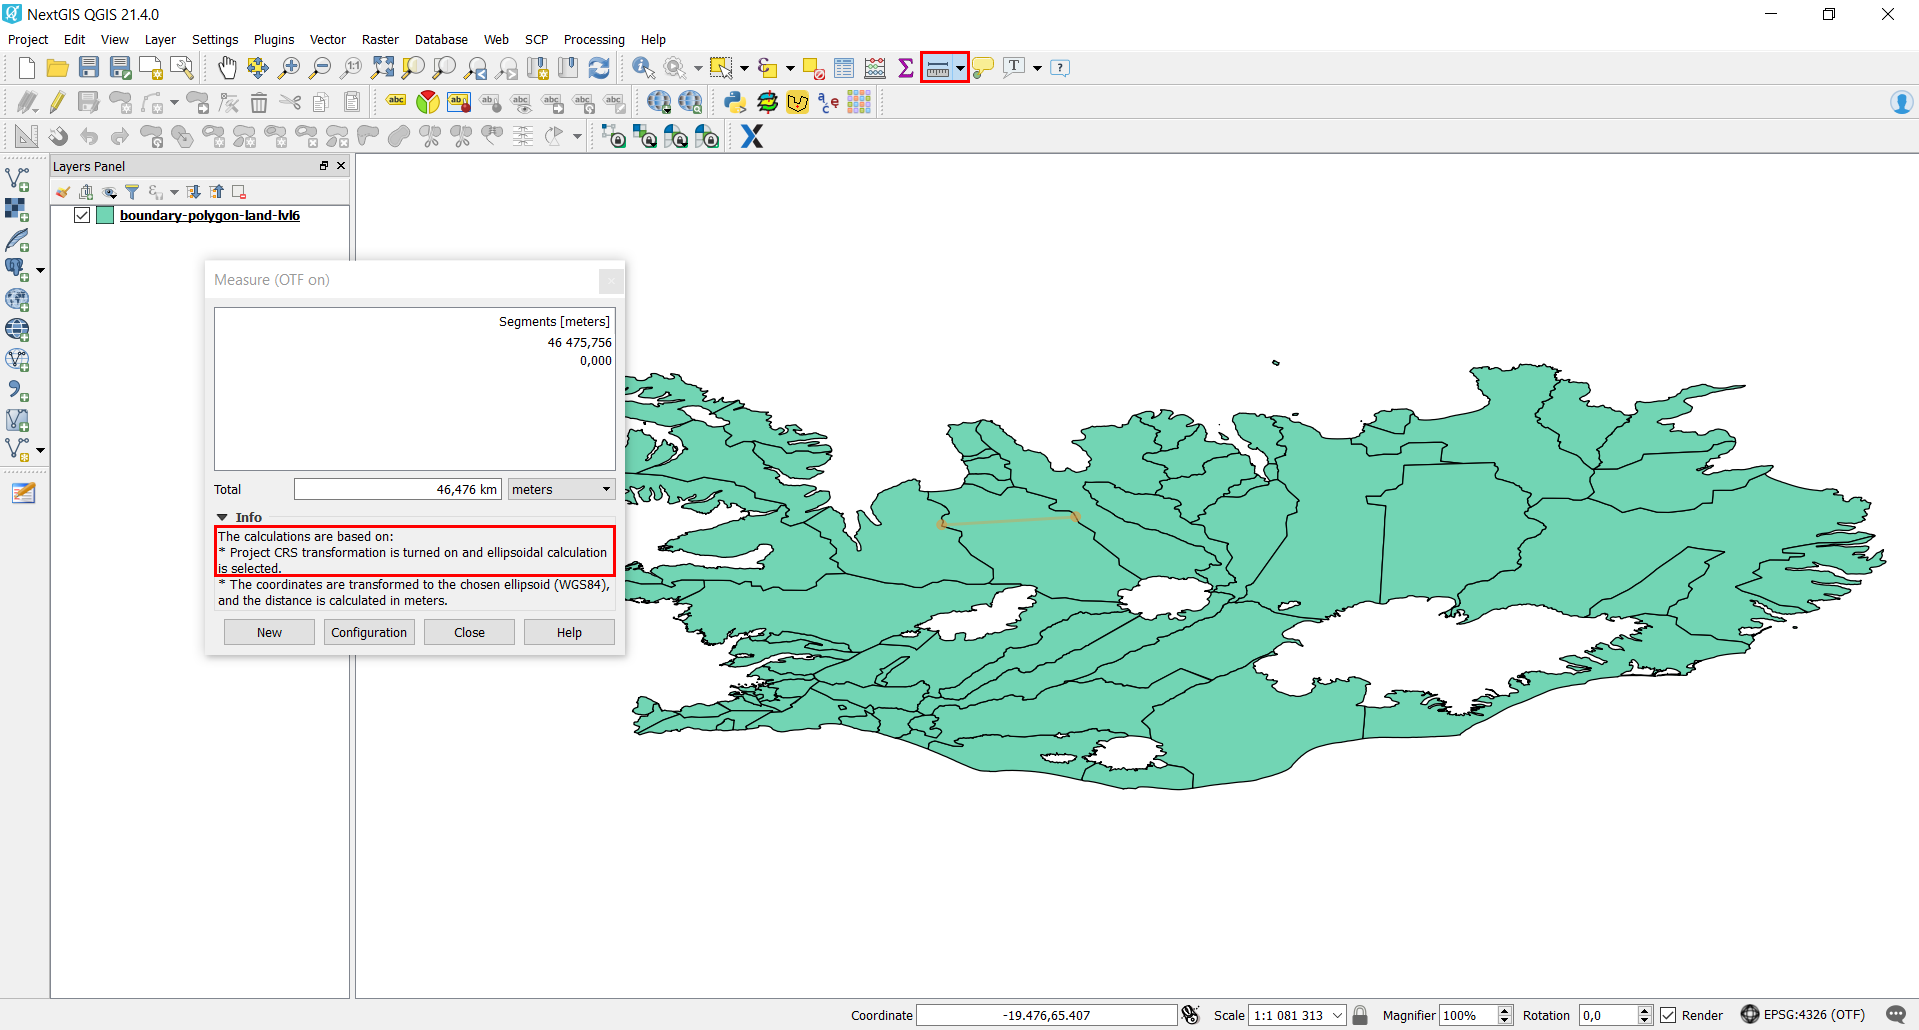 NextGIS QGIS 21.4.0
Project Edit View Layer Settings Plugins Vector Raster Database Web SCP Processing Help
Layers Panel
boundary-polygon-land-lvl6
Measure (OTF on)
Segments [meters]
46 475,756
0,000
Total 46,476 km meters
Info
The calculations are based on:
* Project CRS transformation is turned on and ellipsoidal calculation
is selected.
* The coordinates are transformed to the chosen ellipsoid (WGS84),
and the distance is calculated in meters.
New Configuration Close Help
Coordinate -19.476,65.407 Scale 1:1 081 313 Magnifier 100% Rotation 0,0 Render EPSG:4326 (OTF)